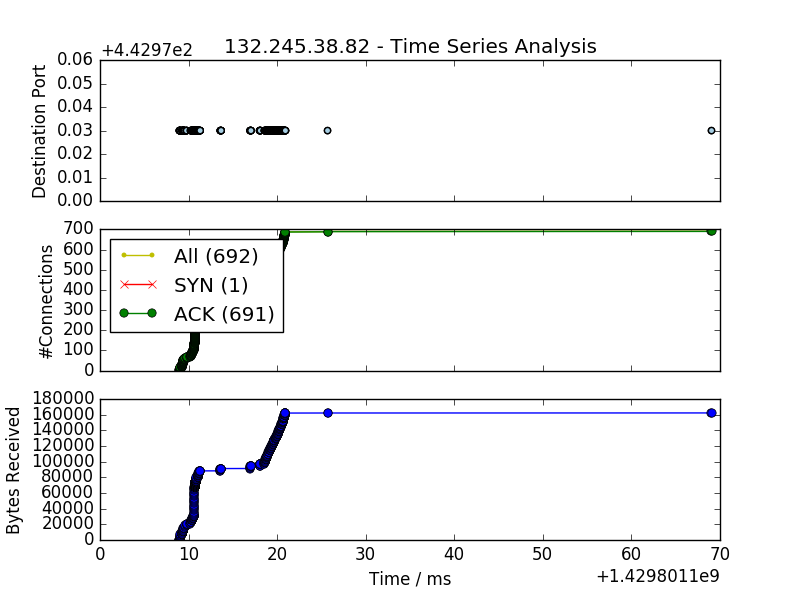 +4.4297e2
132.245.38.82 - Time Series Analysis
0.06
0.05
0.04
0.03
0.02
0.01
0.00
Destination Port
700
600
500
400
300
200
100
0
#Connections
All (692)
SYN (1)
ACK (691)
180000
160000
140000
120000
100000
80000
60000
40000
20000
0
Bytes Received
0 10 20 30 40 50 60 70
Time / ms
+1.4298011e9